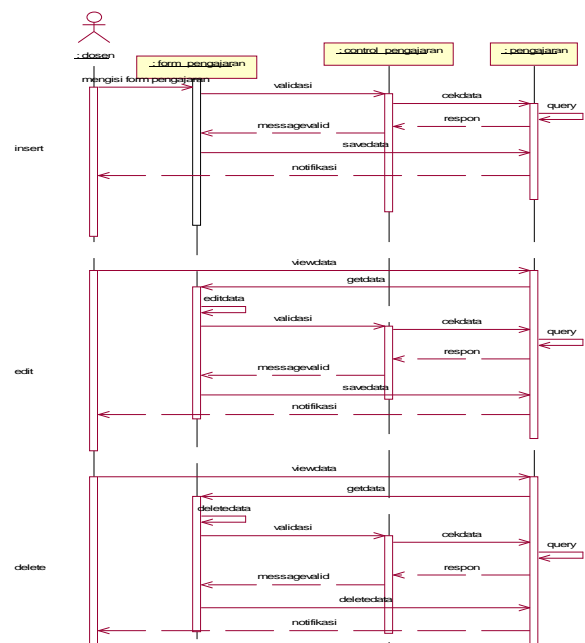 : dosen
: form_pengajaran
: control_pengajaran
: pengajaran
mengisi form pengajaran
validasi
cekdata
query
messagevalid
respon
insert
savedata
notifikasi
viewdata
getdata
editdata
validasi
cekdata
query
respon
edit
messagevalid
savedata
notifikasi
viewdata
getdata
deletedata
validasi
cekdata
query
delete
messagevalid
respon
deletedata
notifikasi